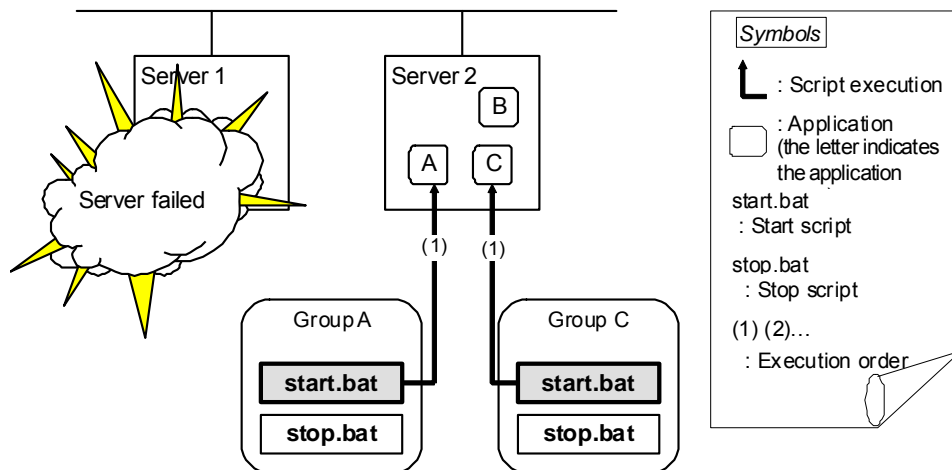 Server 1
Server 2
B
A
C
Server failed
(1)
(1)
Group A
Group C
start.bat
stop.bat
start.bat
stop.bat
Symbols
: Script execution
: Application
(the letter indicates
the application
start.bat
: Start script
stop.bat
: Stop script
(1) (2)...
: Execution order